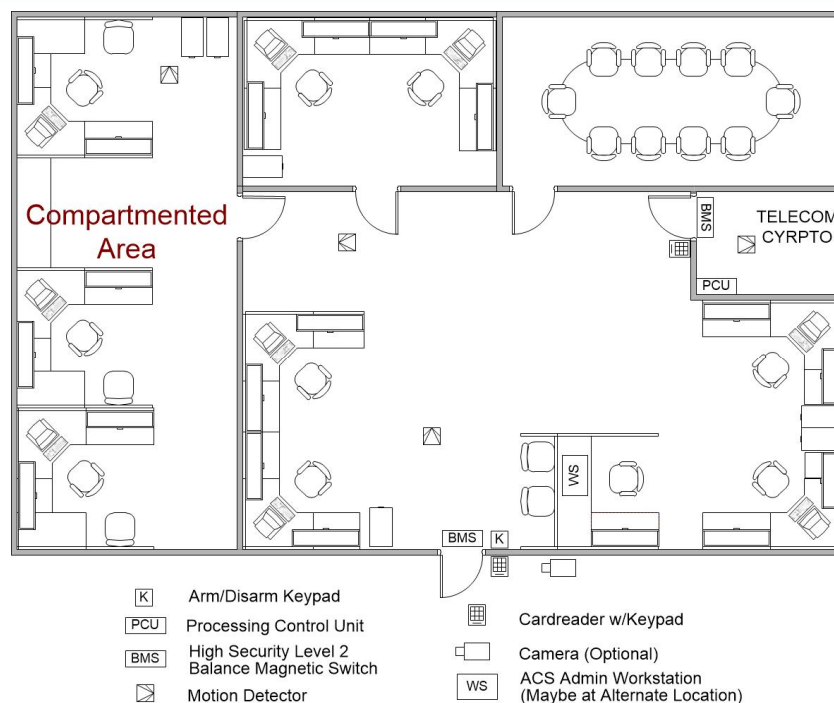 Compartmented
Area
BMS
TELECOM
CYRPTO
PCU
WS
BMS
K
K
Arm/Disarm Keypad
PCU
Processing Control Unit
BMS
High Security Level 2
Balance Magnetic Switch
Motion Detector
Cardreader w/Keypad
Camera (Optional)
WS
ACS Admin Workstation
(Maybe at Alternate Location)